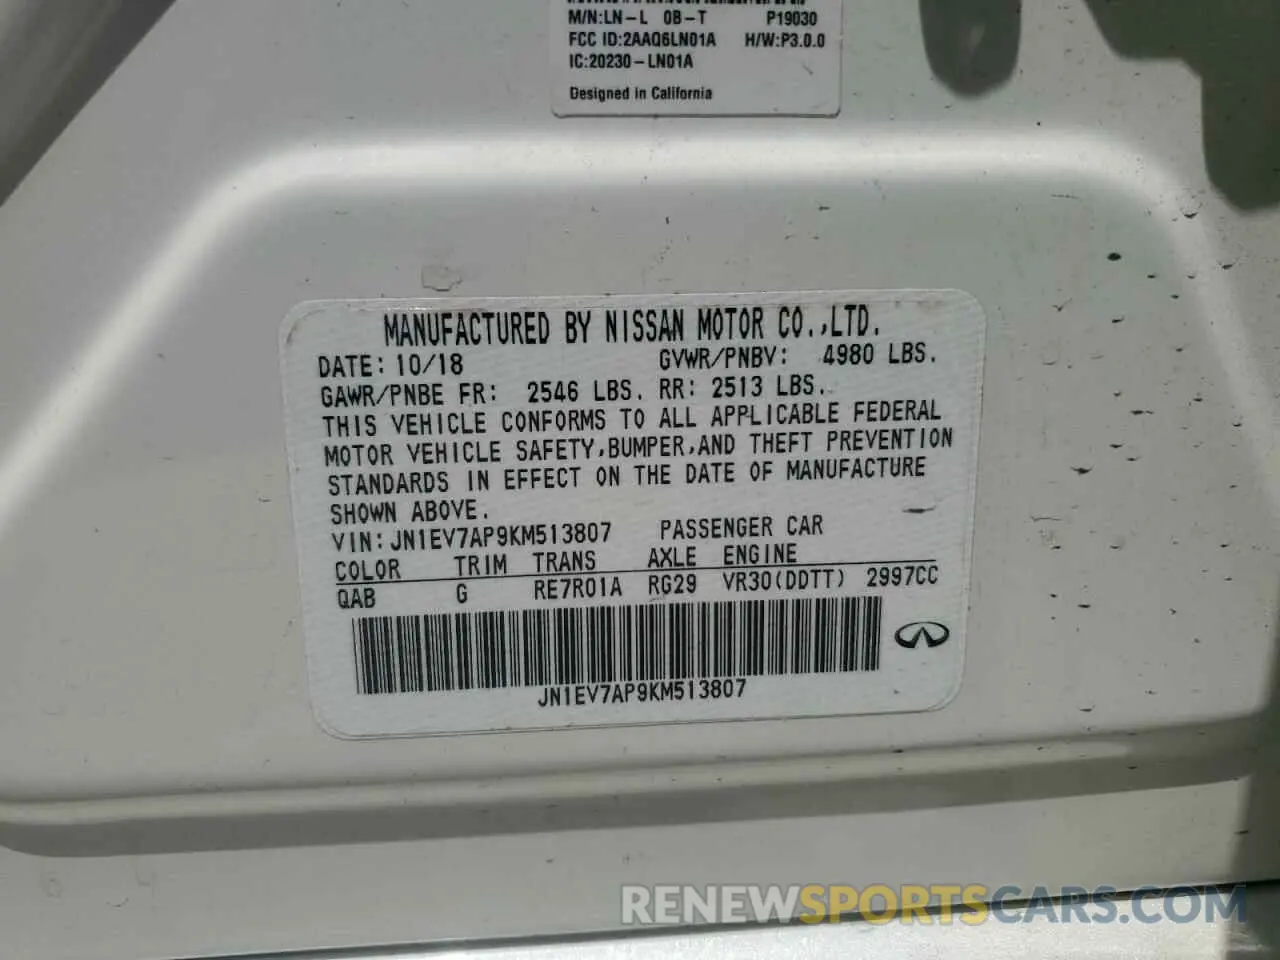 M/N:LN-L 0B-T P19030
FCC ID:2AAQ6LN01A H/W:P3.0.0
IC:20230-LN01A
Designed in California
MANUFACTURED BY NISSAN MOTOR CO.,LTD.
DATE:10/18 GVWR/PNBV: 4980 LBS.
GAWR/PNBE FR: 2546 LBS. RR: 2513 LBS.
THIS VEHICLE CONFORMS TO ALL APPLICABLE FEDERAL
MOTOR VEHICLE SAFETY,BUMPER,AND THEFT PREVENTION
STANDARDS IN EFFECT ON THE DATE OF MANUFACTURE
SHOWN ABOVE.
VIN:JN1EV7AP9KM513807 PASSENGER CAR
COLOR TRIM TRANS AXLE ENGINE
QAB G RE7R01A RG29 VR30(DDTT) 2997CC
JN1EV7AP9KM513807
RENEWSPORTSCARS.COM